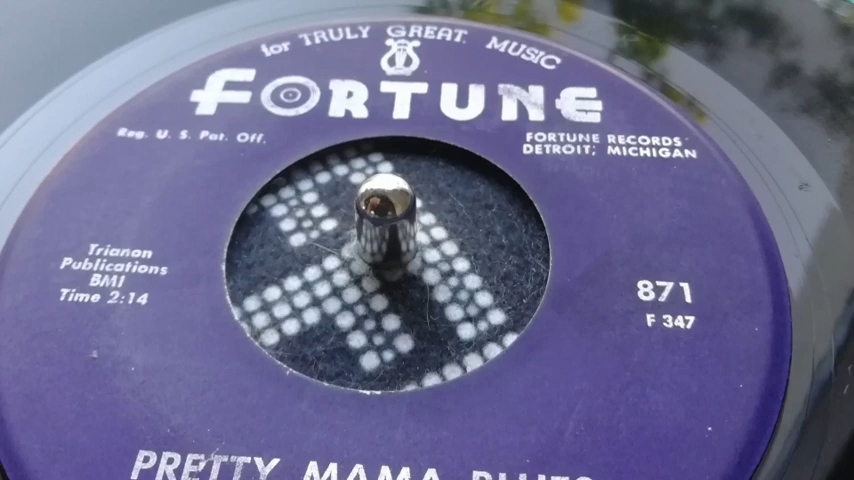 for TRULY GREAT MUSIC
FORTUNE
Reg. U. S. Pat. Off.
FORTUNE RECORDS
DETROIT, MICHIGAN
Trianon
Publications
BMI
Time 2:14
871
F 347
PRETTY MAMA BLUES